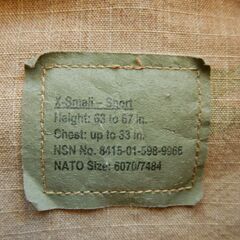 X-Small – Short
Height: 63 to 67 in.
Chest: up to 33 in.
NSN No. 8415-01-598-9966
NATO Size: 6070/7484